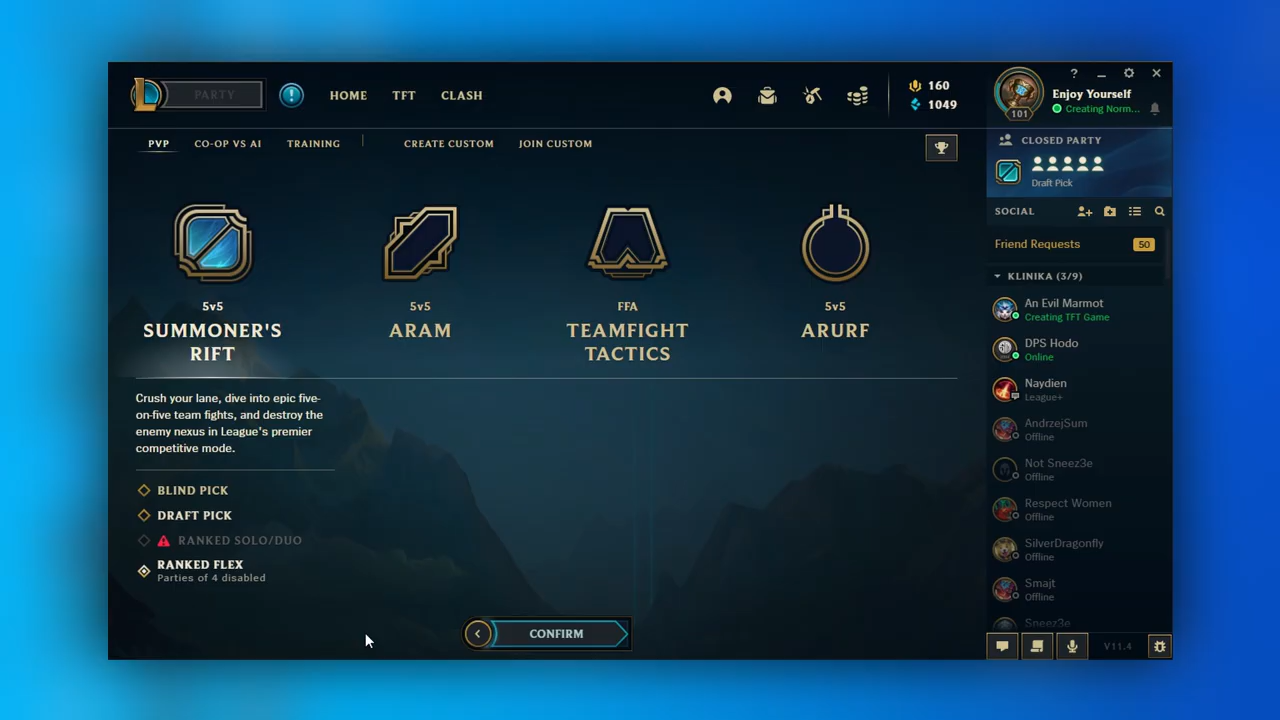 PARTY
!
HOME
TFT
CLASH
160
1049
?
Enjoy Yourself
101
Creating Norm...
PVP
CO-OP VS AI
TRAINING
CREATE CUSTOM
JOIN CUSTOM
CLOSED PARTY
Draft Pick
SOCIAL
Friend Requests
50
KLINIKA (3/9)
An Evil Marmot
Creating TFT Game
DPS Hodo
Online
Naydien
League+
AndrzejSum
Offline
Not Sneez3e
Offline
Respect Women
Offline
SilverDragonfly
Offline
Smajt
Offline
Sneez3e
5v5
SUMMONER'S
RIFT
5v5
ARAM
FFA
TEAMFIGHT
TACTICS
5v5
ARURF
Crush your lane, dive into epic five-
on-five team fights, and destroy the
enemy nexus in League's premier
competitive mode.
BLIND PICK
DRAFT PICK
RANKED SOLO/DUO
RANKED FLEX
Parties of 4 disabled
CONFIRM
V11.4